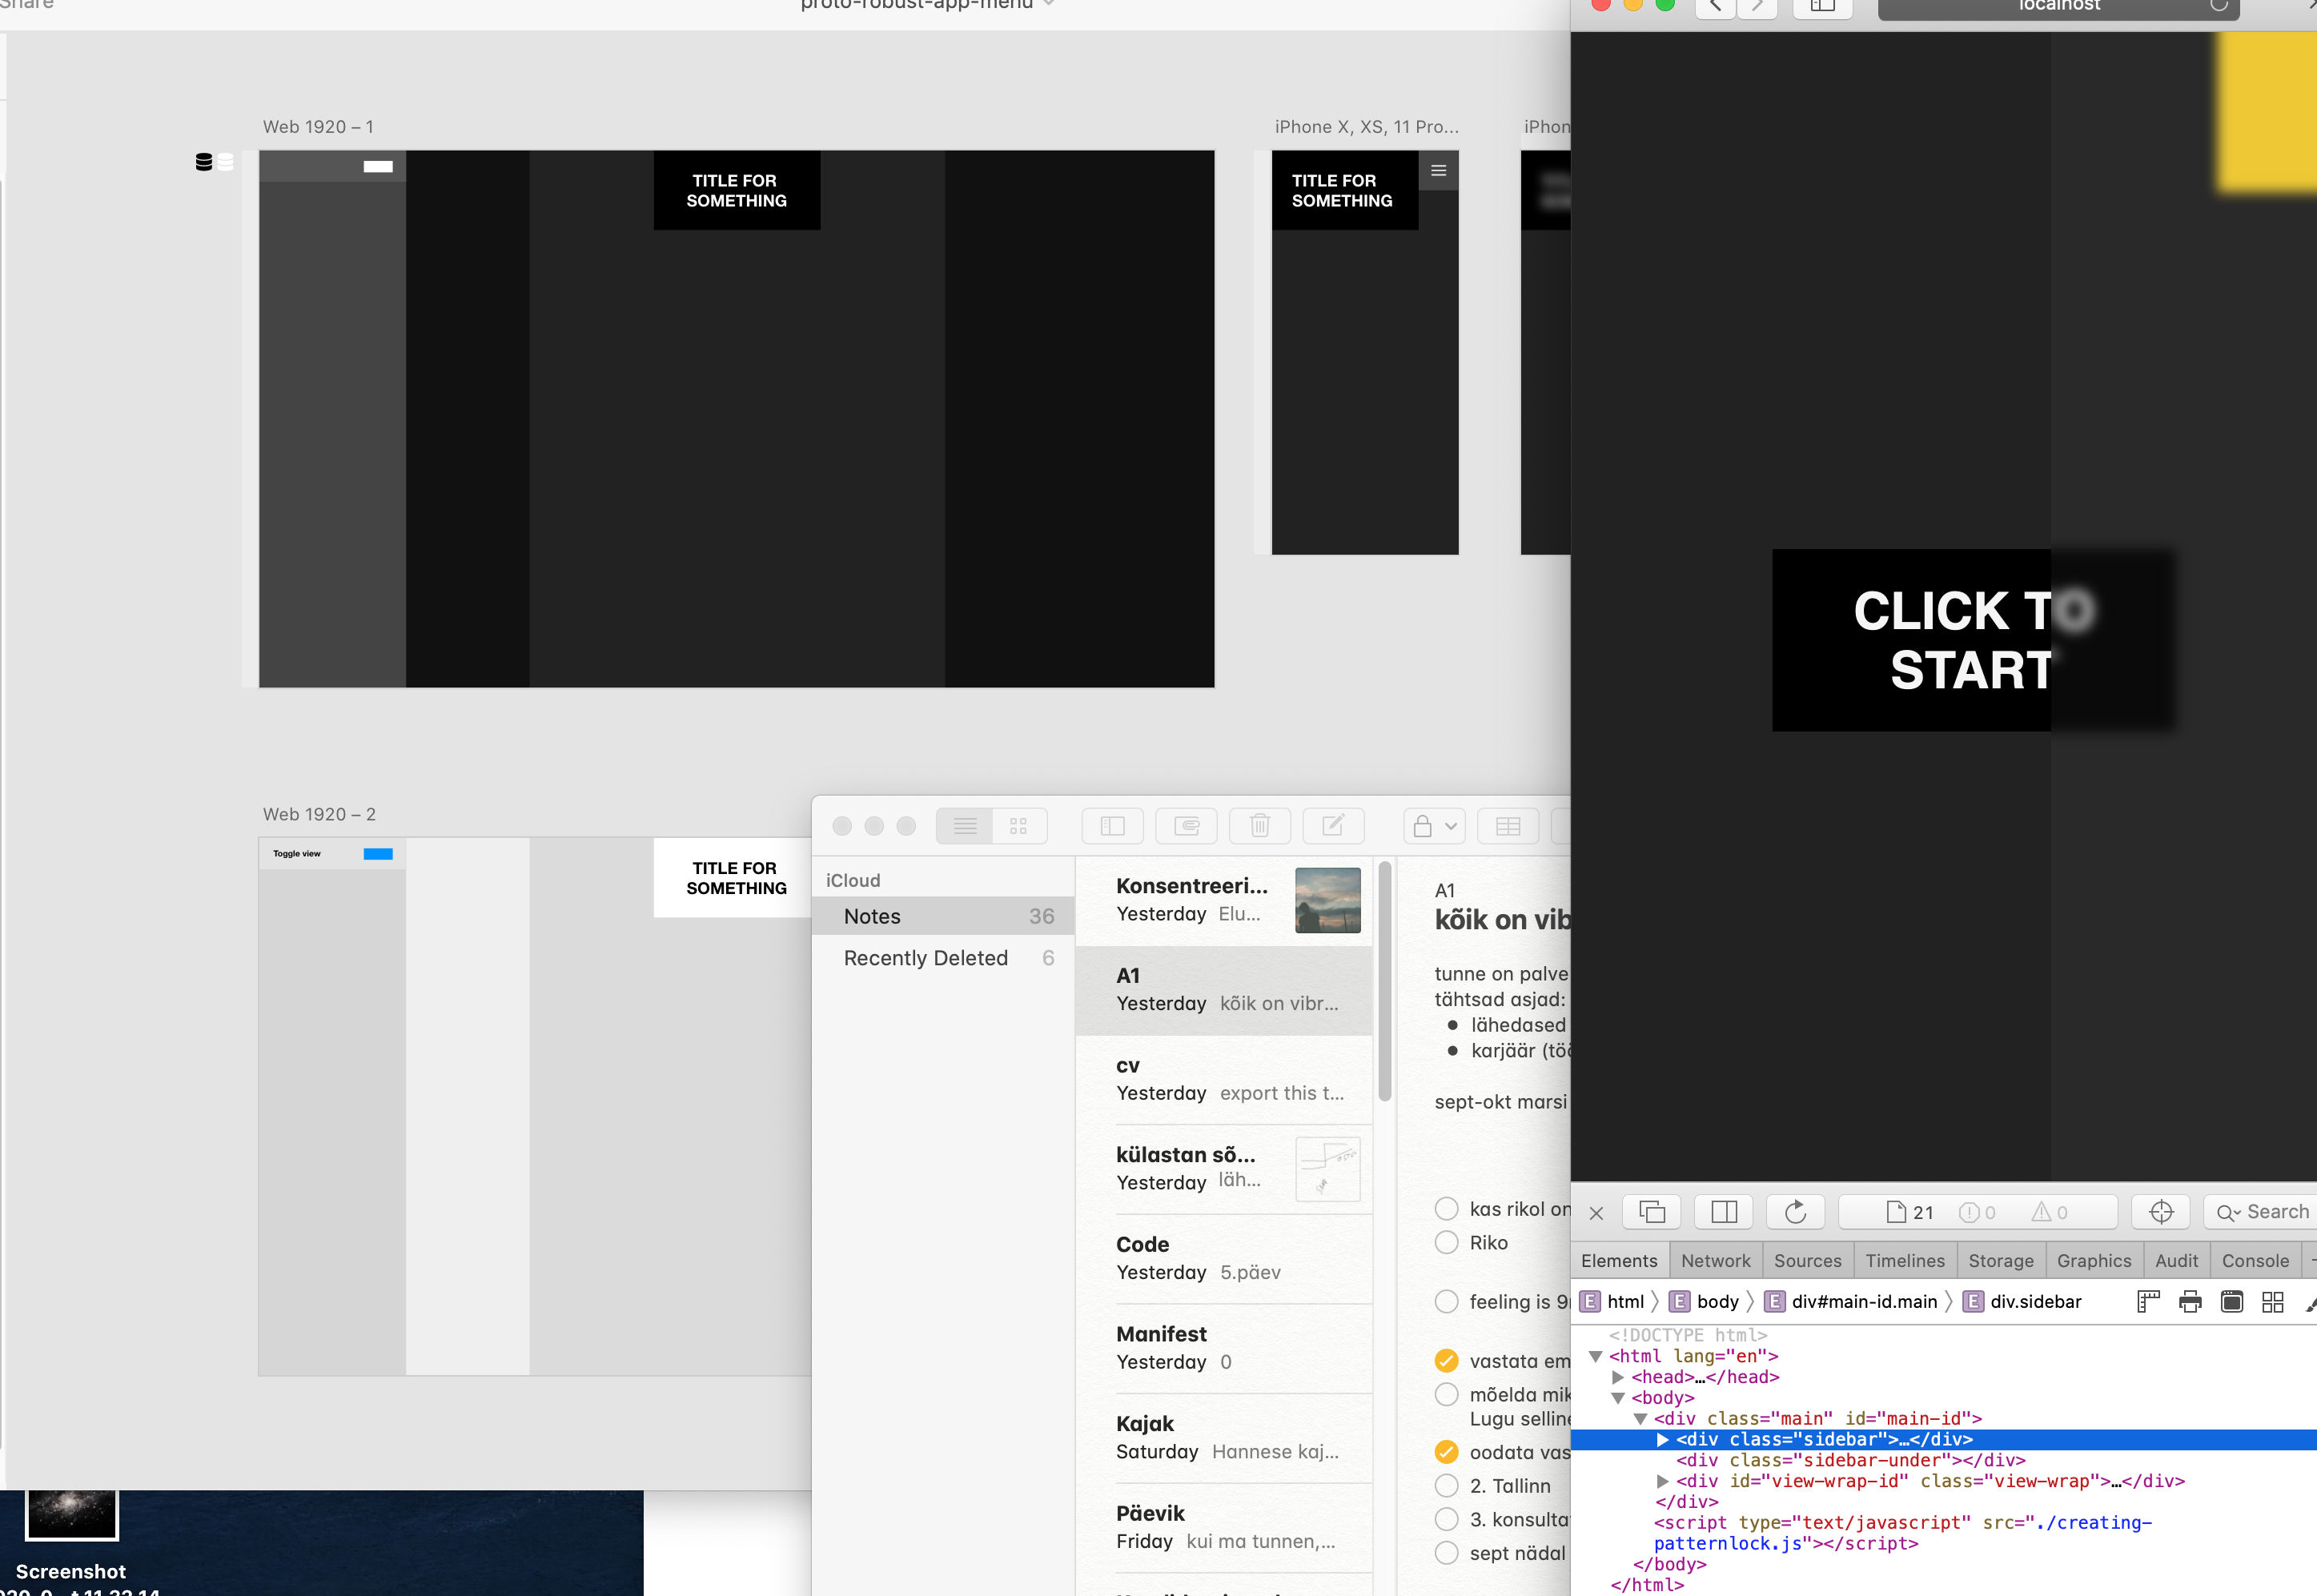 Share
proto-robust-app-menu
Web 1920 – 1
TITLE FOR
SOMETHING
iPhone X, XS, 11 Pro...
TITLE FOR
SOMETHING
iPhon
Web 1920 – 2
Toggle view
TITLE FOR
SOMETHING
Screenshot
iCloud
Notes 36
Recently Deleted 6
Konsentreeri...
Yesterday Elu...
A1
Yesterday kõik on vibr...
cv
Yesterday export this t...
külastan sõ...
Yesterday läh...
Code
Yesterday 5.päev
Manifest
Yesterday 0
Kajak
Saturday Hannese kaj...
Päevik
Friday kui ma tunnen,...
A1
kõik on vib
tunne on palve
tähtsad asjad:
lähedased
karjäär (töö
sept-okt marsi
kas rikol on
Riko
feeling is 9
vastata em
mõelda mik
Lugu selline
oodata vas
2. Tallinn
3. konsulta
sept nädal
localhost
CLICK TO
START
21 0 0
Search
Elements Network Sources Timelines Storage Graphics Audit Console
E html E body E div#main-id.main E div.sidebar
<!DOCTYPE html>
<html lang="en">
<head>…</head>
<body>
<div class="main" id="main-id">
<div class="sidebar">…</div>
<div class="sidebar-under"></div>
<div id="view-wrap-id" class="view-wrap">…</div>
</div>
<script type="text/javascript" src="./creating-
patternlock.js"></script>
</body>
</html>